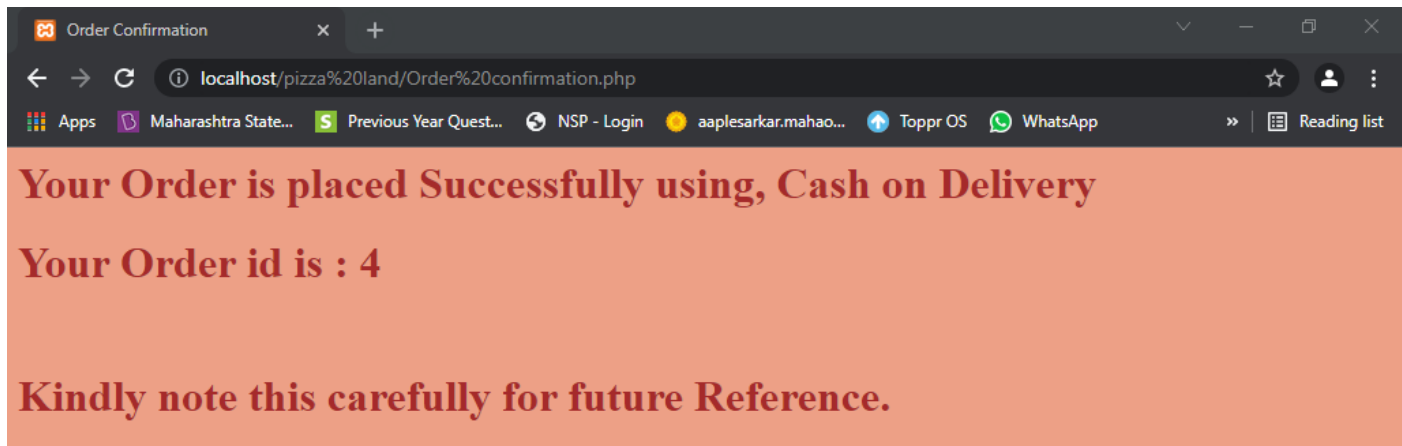 Order Confirmation
localhost/pizza%20land/Order%20confirmation.php
Apps Maharashtra State... S Previous Year Quest... NSP - Login aaplesarkar.mahao... Toppr OS WhatsApp » Reading list
Your Order is placed Successfully using, Cash on Delivery
Your Order id is : 4
Kindly note this carefully for future Reference.